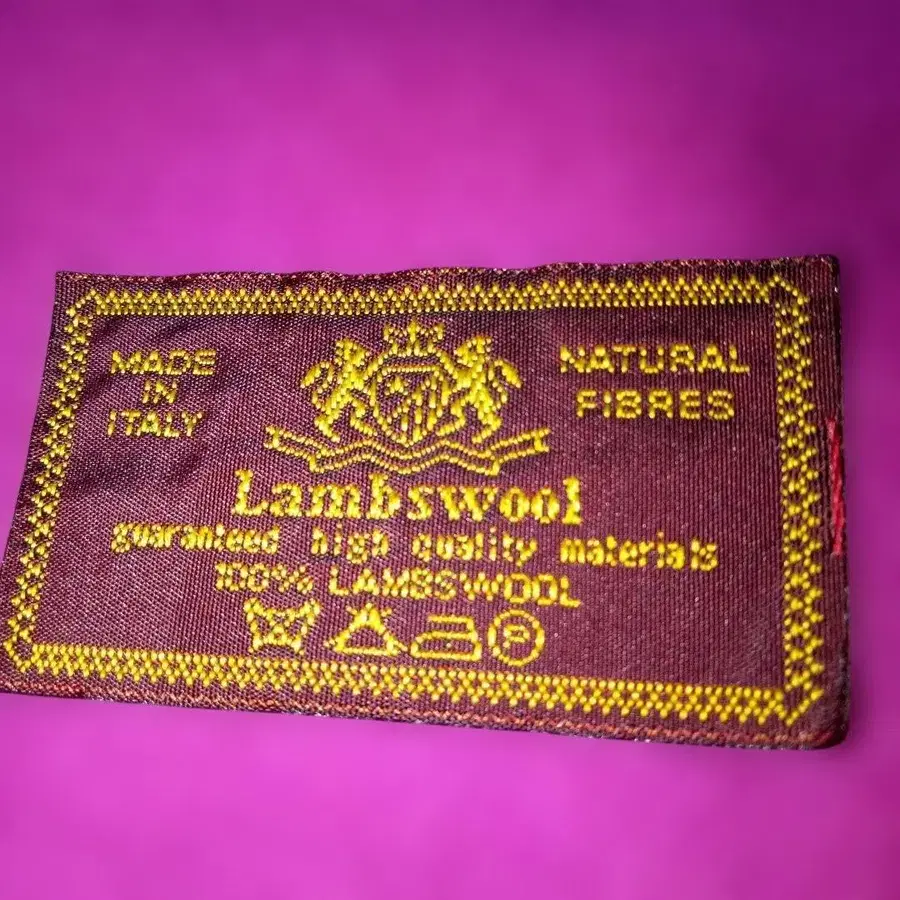 MADE
IN
ITALY
NATURAL
FIBRES
Lambswool
guaranteed high quality materials
100% LAMBSWOOL
P